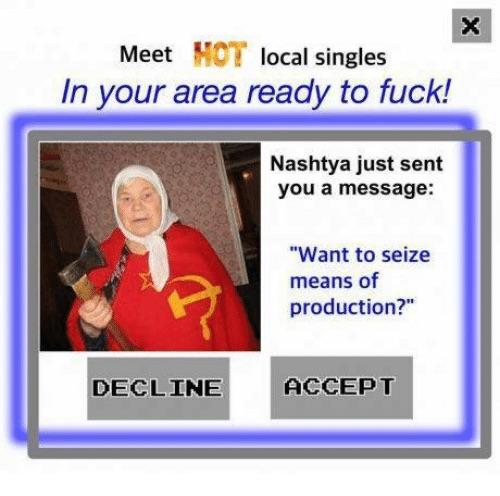 X
Meet HOT local singles
In your area ready to fuck!
Nashtya just sent
you a message:
"Want to seize
means of
production?"
DECLINE ACCEPT